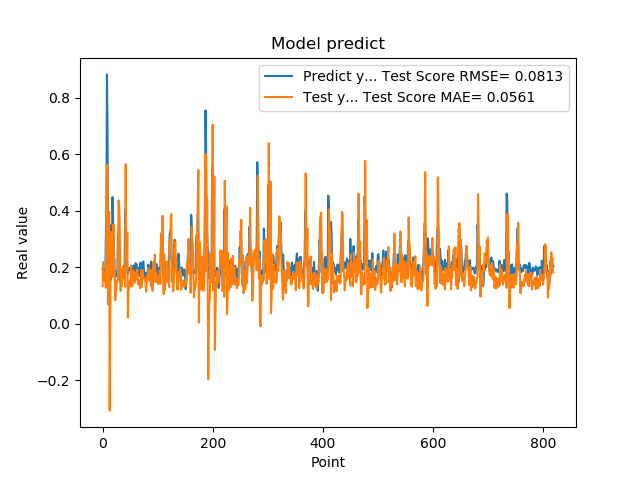 Model predict
Predict y... Test Score RMSE= 0.0813
Test y... Test Score MAE= 0.0561
0.8
0.6
0.4
0.2
0.0
−0.2
Real value
0 200 400 600 800
Point